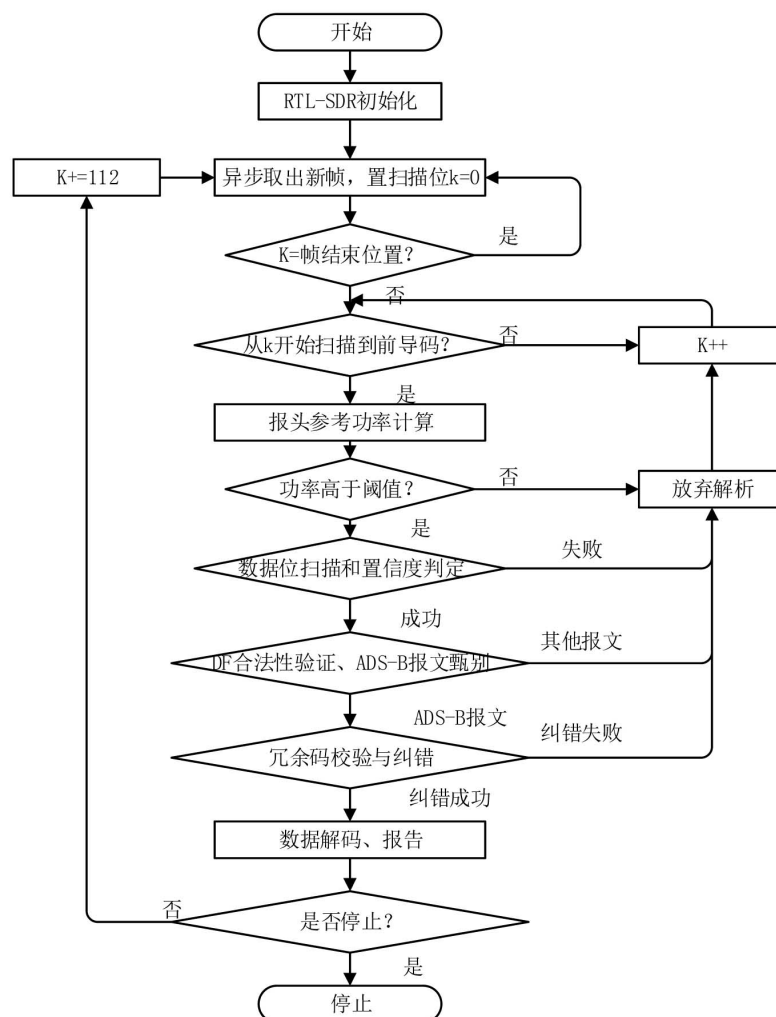 开始
RTL-SDR初始化
K+=112
异步取出新帧，置扫描位k=0
K=帧结束位置？
是
否
从k开始扫描到前导码？
否
K++
是
报头参考功率计算
功率高于阈值？
否
放弃解析
是
数据位扫描和置信度判定
失败
成功
DF合法性验证、ADS-B报文甄别
其他报文
ADS-B报文
冗余码校验与纠错
纠错失败
纠错成功
数据解码、报告
否
是否停止？
是
停止